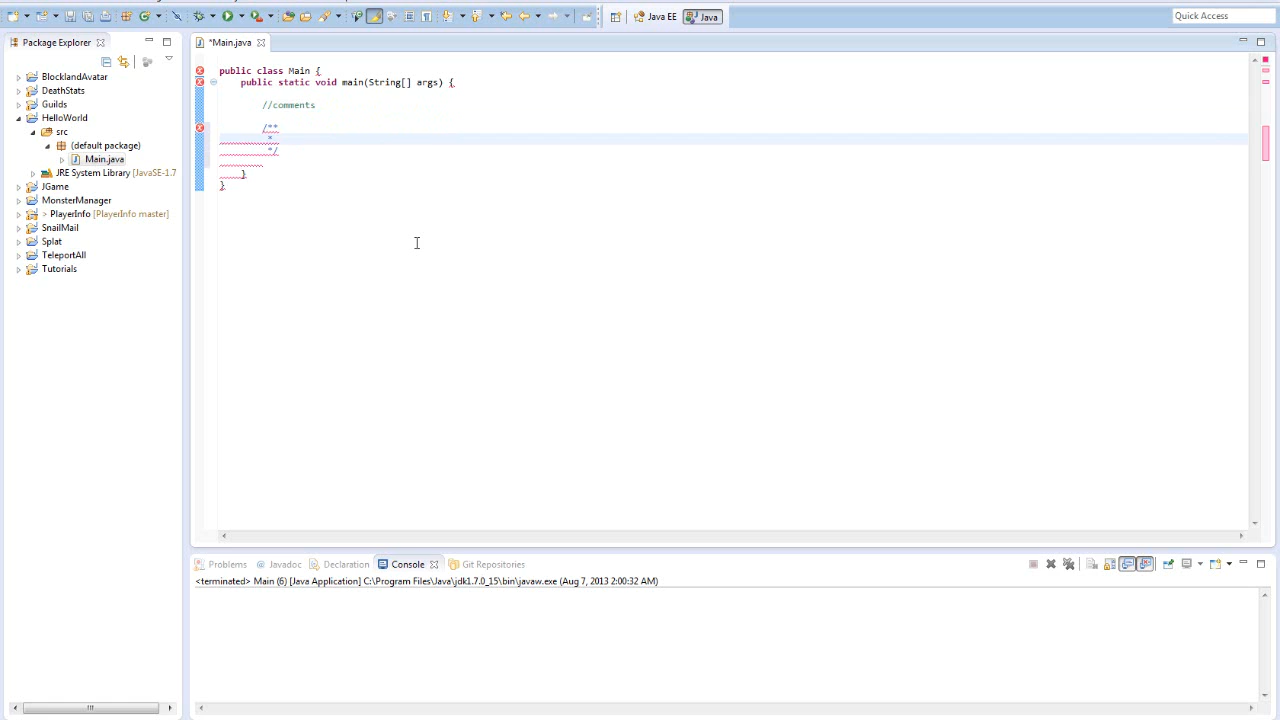 Java EE
Java
Quick Access
Package Explorer
*Main.java
BlocklandAvatar
DeathStats
Guilds
HelloWorld
src
(default package)
Main.java
JRE System Library [JavaSE-1.7
JGame
MonsterManager
> PlayerInfo [PlayerInfo master]
SnailMail
Splat
TeleportAll
Tutorials
public class Main {
public static void main(String[] args) {
//comments
/**
*
*/
}
}
Problems
@ Javadoc
Declaration
Console
Git Repositories
<terminated> Main (6) [Java Application] C:\Program Files\Java\jdk1.7.0_15\bin\javaw.exe (Aug 7, 2013 2:00:32 AM)